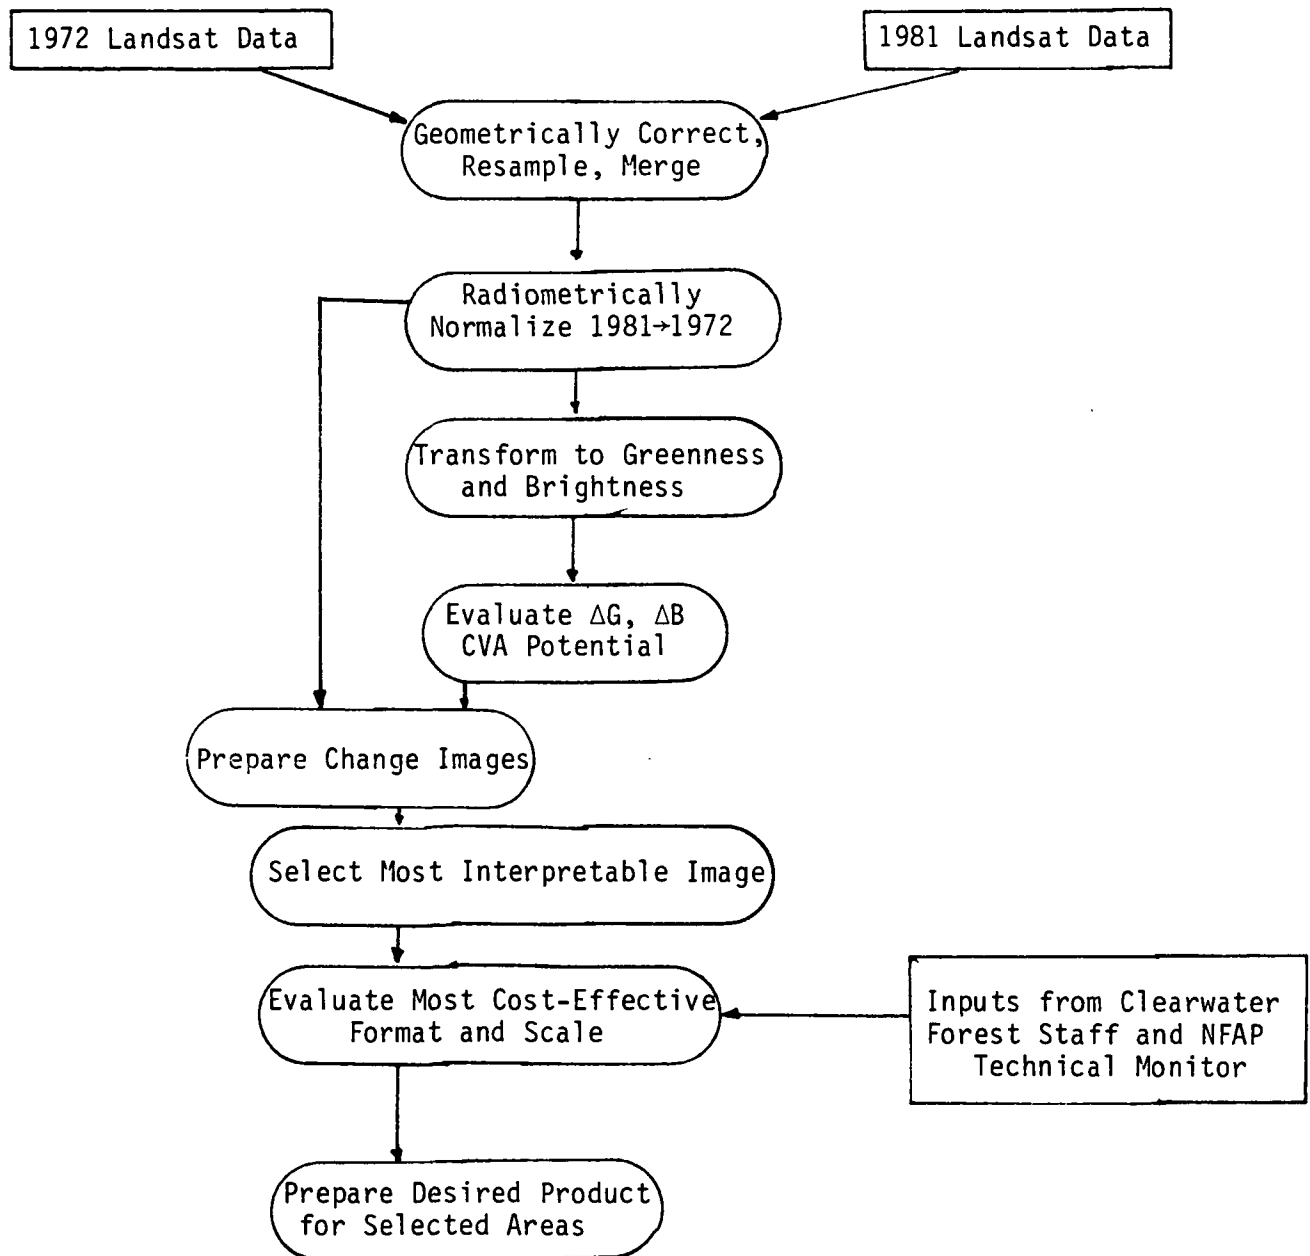 1972 Landsat Data
1981 Landsat Data
Geometrically Correct,
Resample, Merge
Radiometrically
Normalize 1981→1972
Transform to Greenness
and Brightness
Evaluate ΔG, ΔB
CVA Potential
Prepare Change Images
Select Most Interpretable Image
Evaluate Most Cost-Effective
Format and Scale
Inputs from Clearwater
Forest Staff and NFAP
Technical Monitor
Prepare Desired Product
for Selected Areas